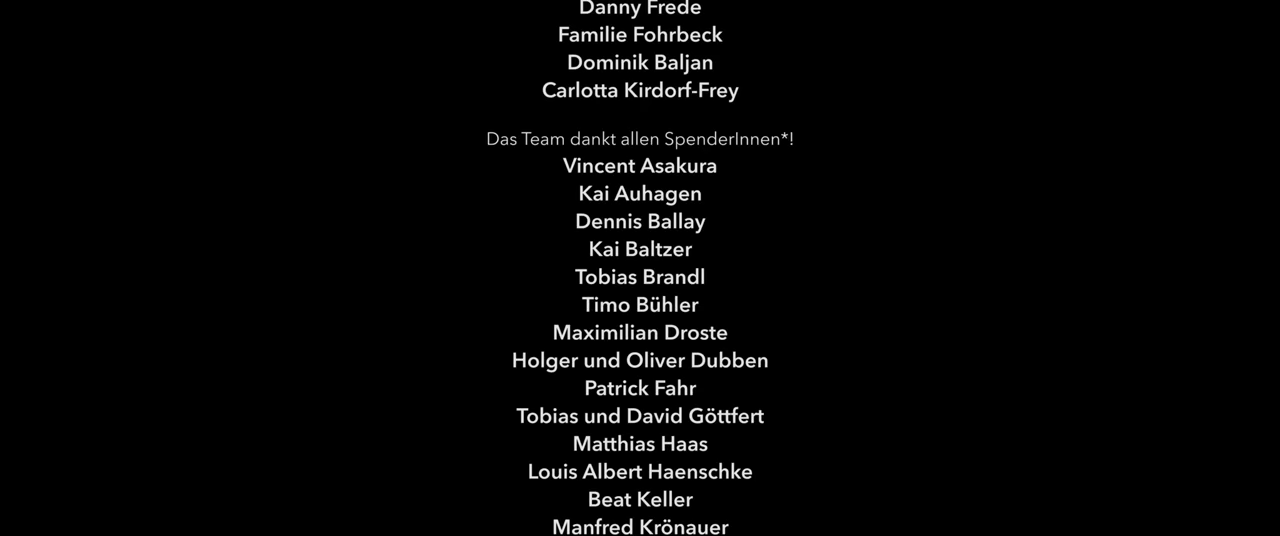 Danny Frede
Familie Fohrbeck
Dominik Baljan
Carlotta Kirdorf-Frey
Das Team dankt allen SpenderInnen*!
Vincent Asakura
Kai Auhagen
Dennis Ballay
Kai Baltzer
Tobias Brandl
Timo Bühler
Maximilian Droste
Holger und Oliver Dubben
Patrick Fahr
Tobias und David Göttfert
Matthias Haas
Louis Albert Haenschke
Beat Keller
Manfred Krönauer